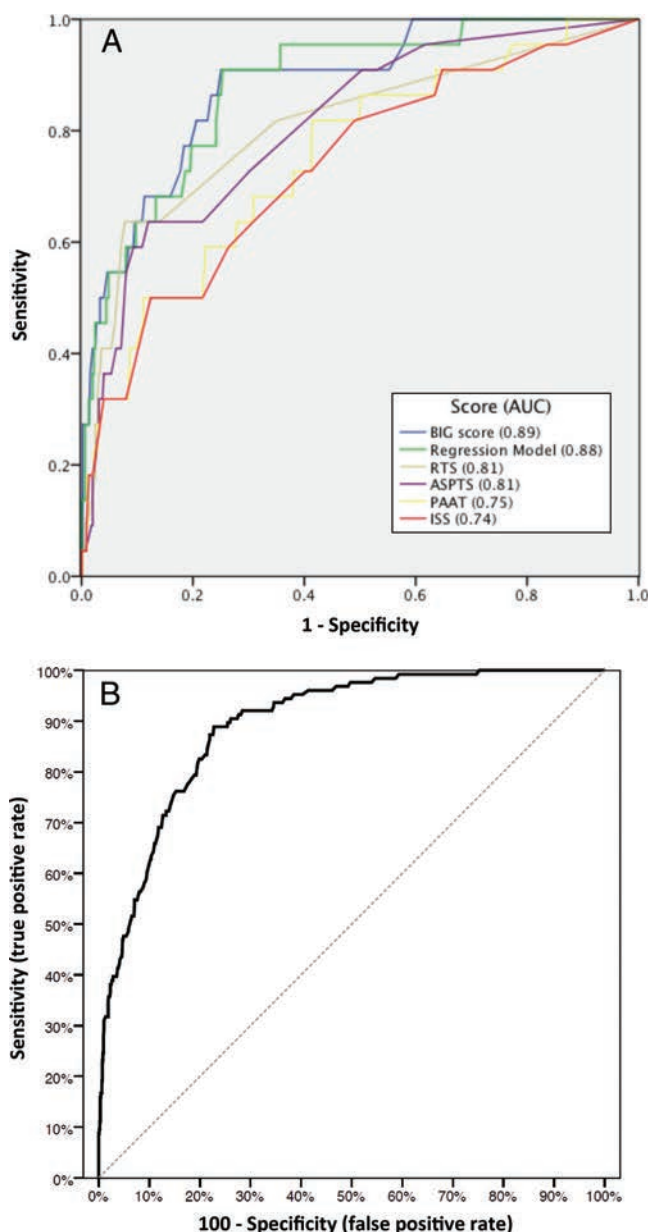 A
1.0
0.8
0.6
0.4
0.2
0.0
Sensitivity
Score (AUC)
BIG score (0.89)
Regression Model (0.88)
RTS (0.81)
ASPTS (0.81)
PAAT (0.75)
ISS (0.74)
0.0 0.2 0.4 0.6 0.8 1.0
1 - Specificity
B
100%
90%
80%
70%
60%
50%
40%
30%
20%
10%
0%
Sensitivity (true positive rate)
0% 10% 20% 30% 40% 50% 60% 70% 80% 90% 100%
100 - Specificity (false positive rate)